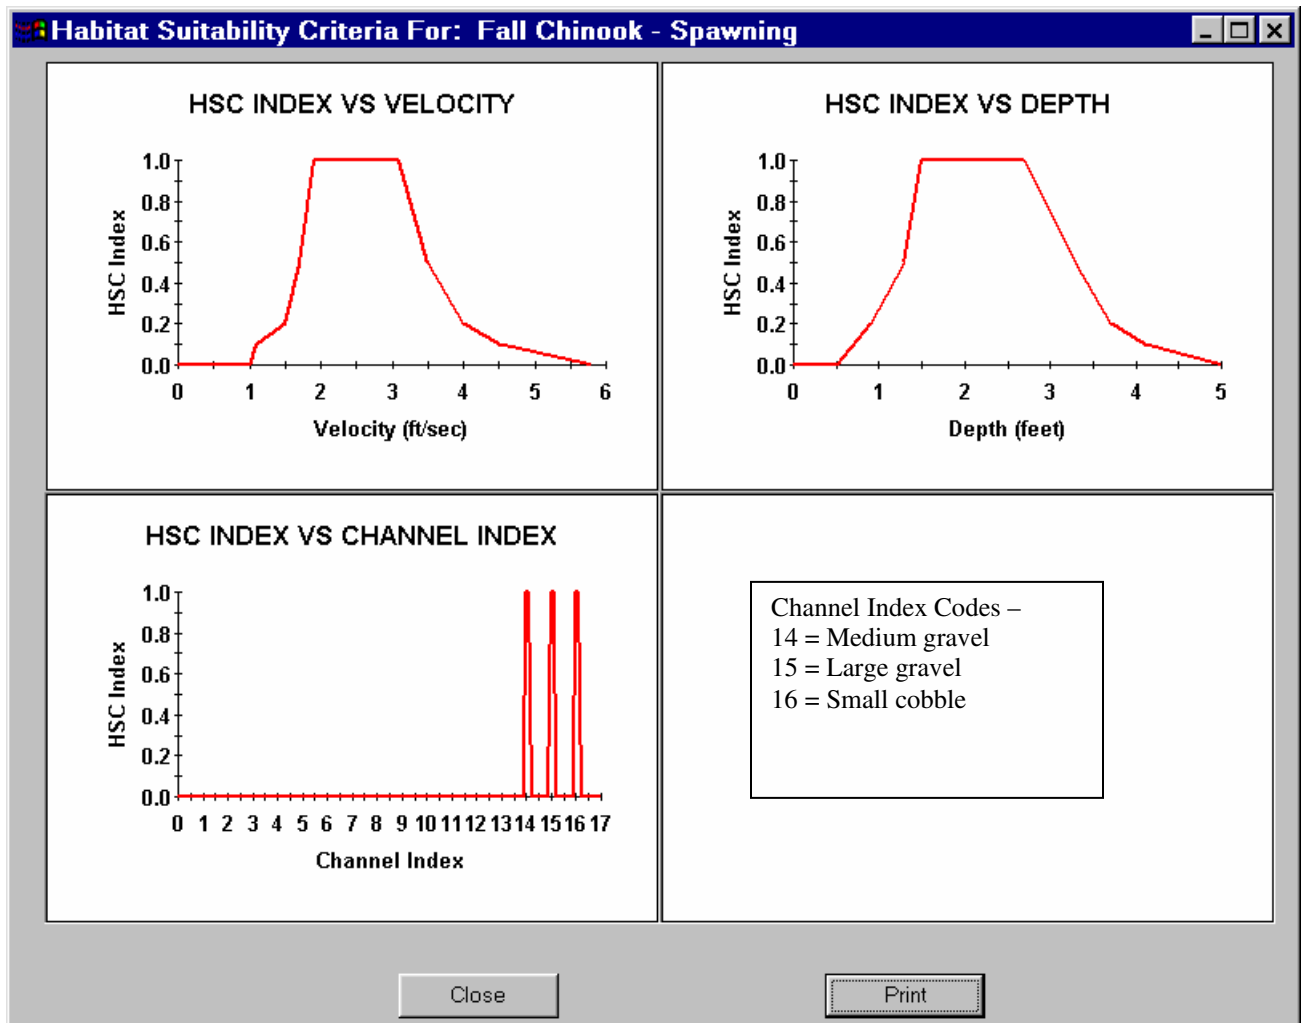 Habitat Suitability Criteria For:  Fall Chinook - Spawning
HSC INDEX VS VELOCITY
1.0
0.8
0.6
0.4
0.2
0.0
HSC Index
0 1 2 3 4 5 6
Velocity (ft/sec)
HSC INDEX VS DEPTH
1.0
0.8
0.6
0.4
0.2
0.0
HSC Index
0 1 2 3 4 5
Depth (feet)
HSC INDEX VS CHANNEL INDEX
1.0
0.8
0.6
0.4
0.2
0.0
HSC Index
0 1 2 3 4 5 6 7 8 9 10 11 12 13 14 15 16 17
Channel Index
Channel Index Codes –
14 = Medium gravel
15 = Large gravel
16 = Small cobble
Close
Print